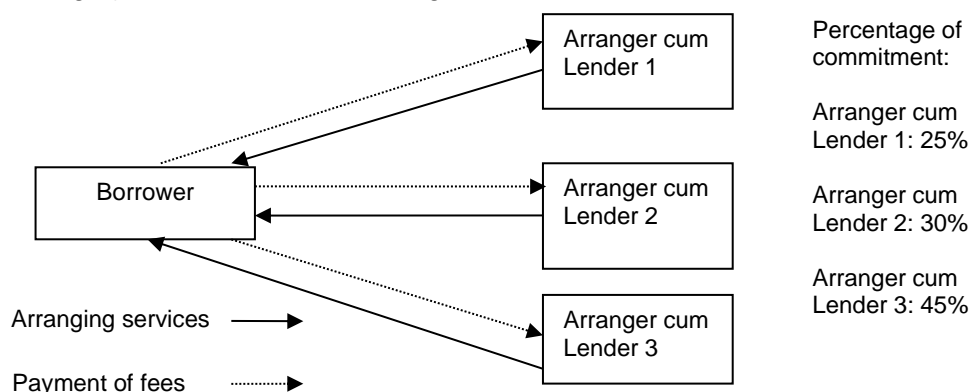 Arranger cum
Lender 1
Percentage of
commitment:
Arranger cum
Lender 1: 25%
Borrower
Arranger cum
Lender 2
Arranger cum
Lender 2: 30%
Arranger cum
Lender 3
Arranger cum
Lender 3: 45%
Arranging services
Payment of fees